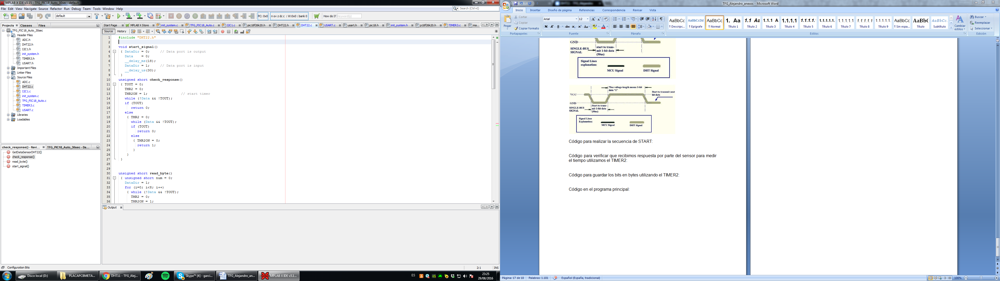 MPLAB X IDE v3.15 - TFG_PIC18_Auto_30sec : default
File Edit View Navigate Source Refactor Run Debug Team Tools Window Help
Search (Ctrl+I)
default
PC: 0x0
n ov z dc c : W:0x0 : bank 0
How do I? Keyword(s)
Projects Classes Files
TFG_PIC18_Auto_30sec
Header Files
ADC.h
DHT22.h
I2C1.h
init_system.h
TIMER3.h
USART.h
Important Files
Linker Files
Source Files
ADC.c
DHT22.c
I2C1.c
init_system.c
TFG_PIC18_Auto.c
TIMER3.c
USART.c
Libraries
Loadables
check_response() - Navi... TFG_PIC18_Auto_30sec - Da...
GetDataSensorDHT22()
check_response()
read_byte()
start_signal()
Start Page MPLAB X Store init_system.c TFG_PIC18_Auto.c I2C1.c pic18f26k20.h DHT22.h DHT22.c USART.c usart.h pic18.h init_system.h p18f26k20.h TIMER3.c ma...
Source History
1 #include "DHT22.h"
2
3 void start_signal()
4 { DataDir = 0; // Data port is output
5 Data = 0;
6 __delay_ms(18);
7 DataDir = 1; // Data port is input
8 __delay_us(30);
9 }
10 unsigned short check_response()
11 { TOUT = 0;
12 TMR2 = 0;
13 TMR2ON = 1; // start timer
14 while (!Data && !TOUT);
15 if (TOUT)
16 return 0;
17 else
18 { TMR2 = 0;
19 while (Data && !TOUT);
20 if (TOUT)
21 return 0;
22 else
23 { TMR2ON = 0;
24 return 1;
25 }
26 }
27 }
28
29
30 unsigned short read_byte()
31 { unsigned short num = 0;
32 DataDir = 1;
33 for (i=0; i<8; i++)
34 { while (!Data && !TOUT);
35 TMR2 = 0;
36 TMR2ON = 1;
Output
Configuration Bits
2:1 INS
Disco local (D:)
PLACAPCBMETA...
DHT11 - TFG_Alej...
Skype™ [4] - garci...
TFG_Alejandro_an...
MPLAB X IDE v3.1...
ES
23:25
29/08/2016
TFG_Alejandro_anexos - Microsoft Word
Inicio Insertar Diseño de página Referencias Correspondencia Revisar Vista
Pegar
Cortar
Copiar
Copiar formato
Portapapeles
Arial 12
N K S abc
Fuente
Párrafo
AaBbCc AaBbCcDd AaBbCc 1. Aa 1.1 Aa 1.1.1 A 1.1.1.1 1.1.1.1. 1.1.1.1.1. 1.1.1.1.1 1.1.1.1.1 1.1.1.1.1. AaBbCc AaBb( AaBbCc.
¶ Descripc... ¶ Epígrafe ¶ Normal Título 1 Título 2 Título 3 Título 4 Título 5 Título 6 Título 7 Título 8 Título 9 ¶ Sin espa... Título Subtítulo
Cambiar estilos
Estilos
Buscar
Reemplazar
Seleccionar
Edición
GND
SINGLE-BUS SIGNAL
start to trans-
mit 1-bit data
(50us)
Signal Lines
explanation:
MCU Signal DHT Signal
70us voltage-length means 1-bit
data "1"
VCC
Start to transmit next
bit data
GND
SINGLE-BUS SIGNAL
Start to trans-
mit 1-bit data
(50us)
Signal Lines
Explanation:
MCU Signal DHT Signal
Código para realizar la secuencia de START:
Código para verificar que recibimos respuesta por parte del sensor para medir
el tiempo utilizamos el TIMER2:
Código para guardar los bits en bytes utilizando el TIMER2:
Código en el programa principal:
Página: 17 de 18 Palabras: 1.181 Español (España, tradicional)
100%